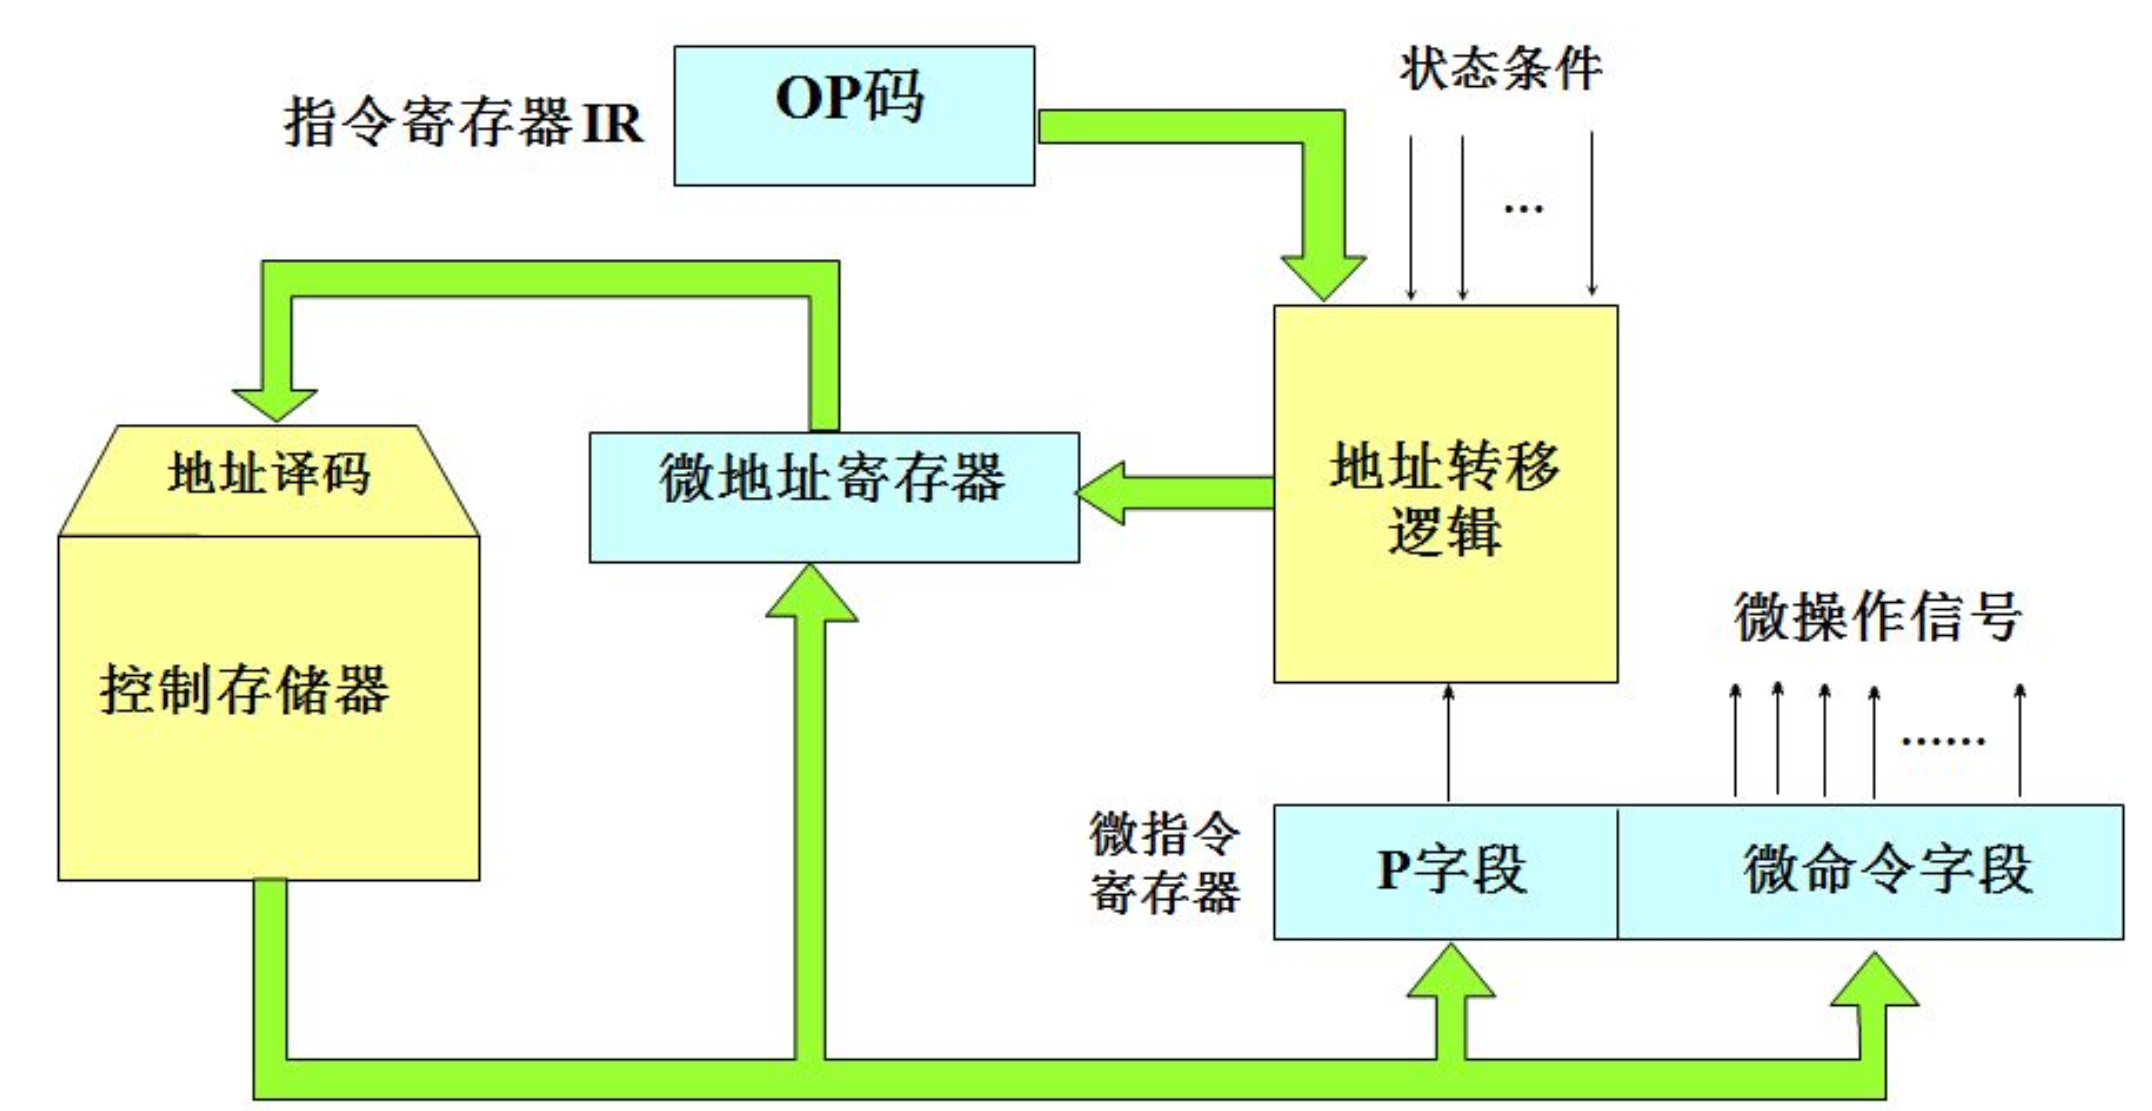 指令寄存器IR
OP码
状态条件
...
地址译码
微地址寄存器
地址转移
逻辑
控制存储器
微操作信号
......
微指令
寄存器
P字段
微命令字段